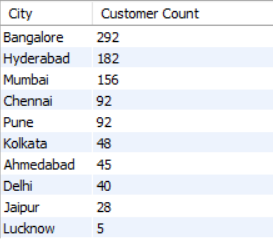 City Customer Count
Bangalore 292
Hyderabad 182
Mumbai 156
Chennai 92
Pune 92
Kolkata 48
Ahmedabad 45
Delhi 40
Jaipur 28
Lucknow 5